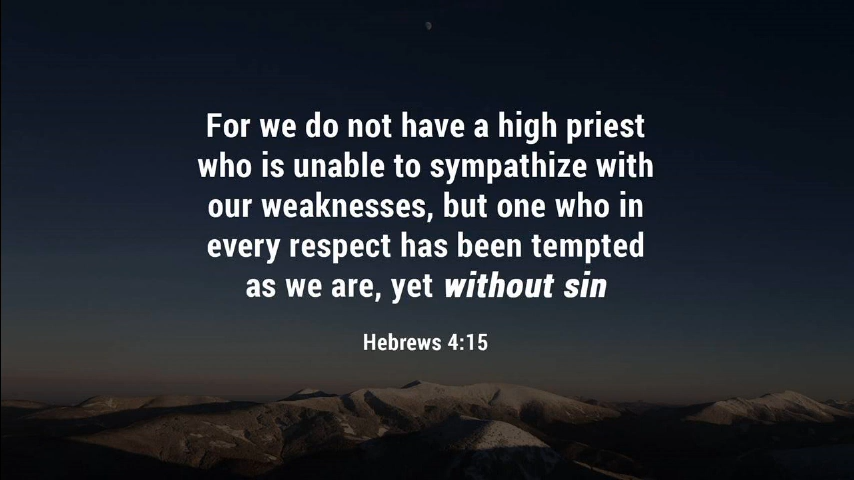 For we do not have a high priest
who is unable to sympathize with
our weaknesses, but one who in
every respect has been tempted
as we are, yet without sin
Hebrews 4:15